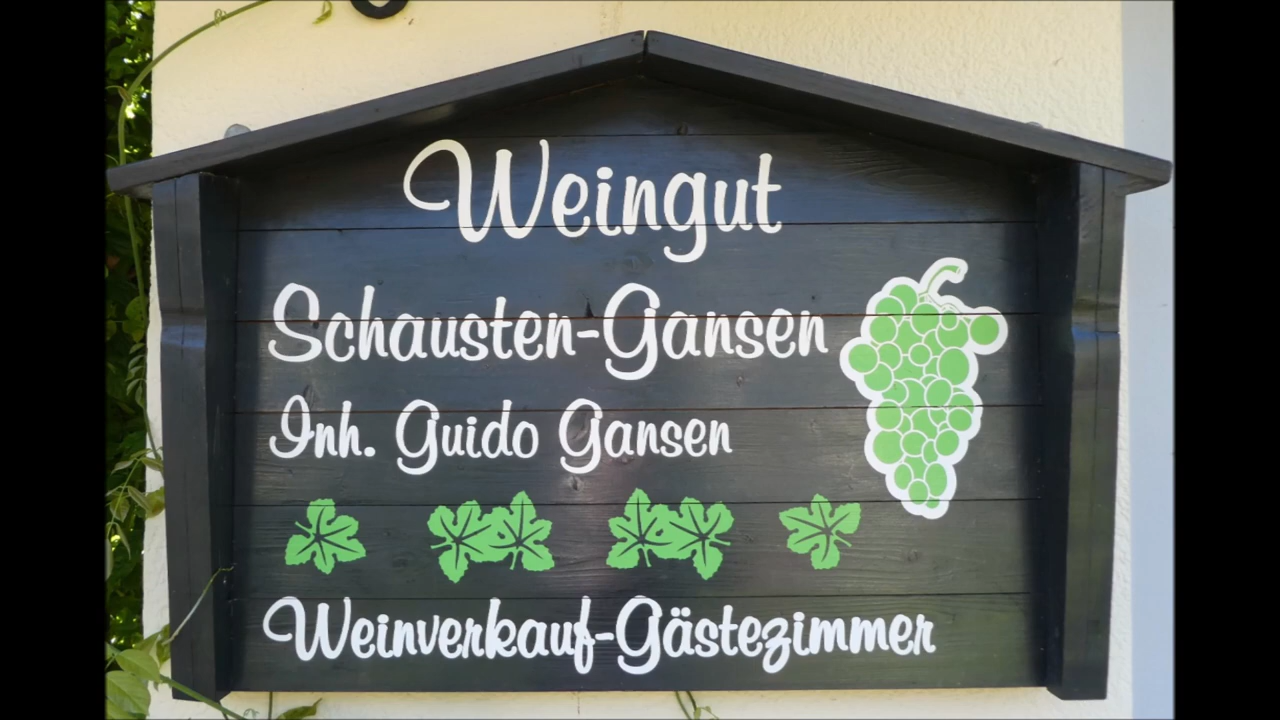 Weingut
Schausten-Gansen
Inh. Guido Gansen
Weinverkauf-Gästezimmer